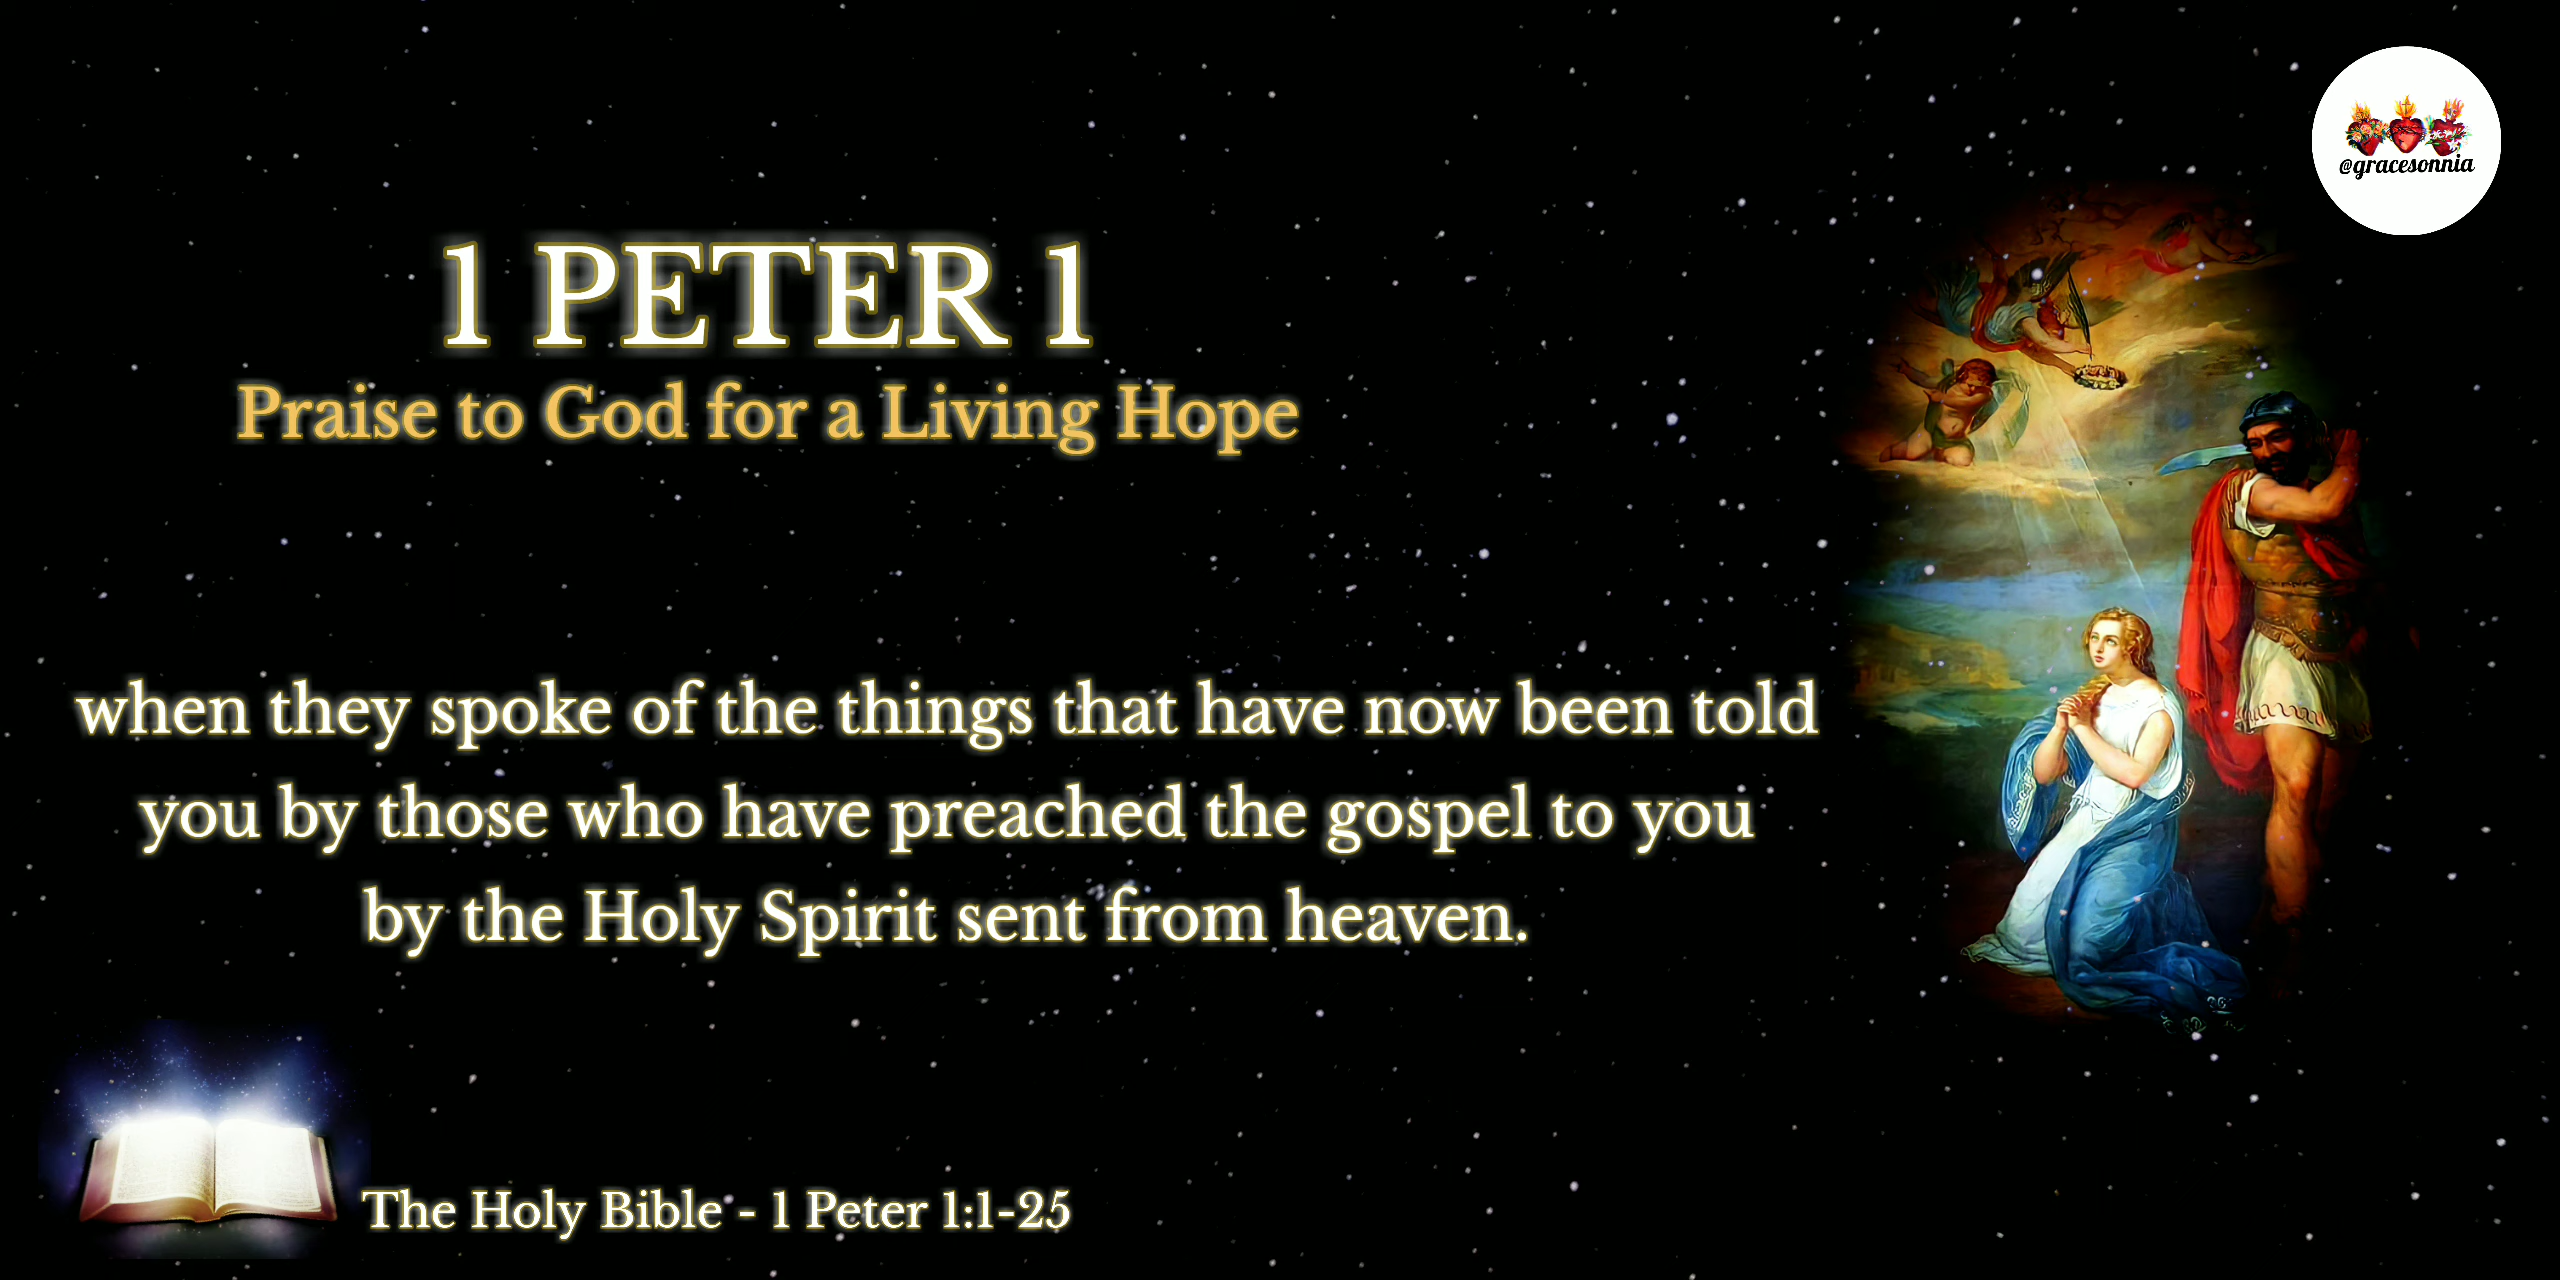 @gracesonnia
1 PETER 1
Praise to God for a Living Hope
when they spoke of the things that have now been told
you by those who have preached the gospel to you
by the Holy Spirit sent from heaven.
The Holy Bible - 1 Peter 1:1-25